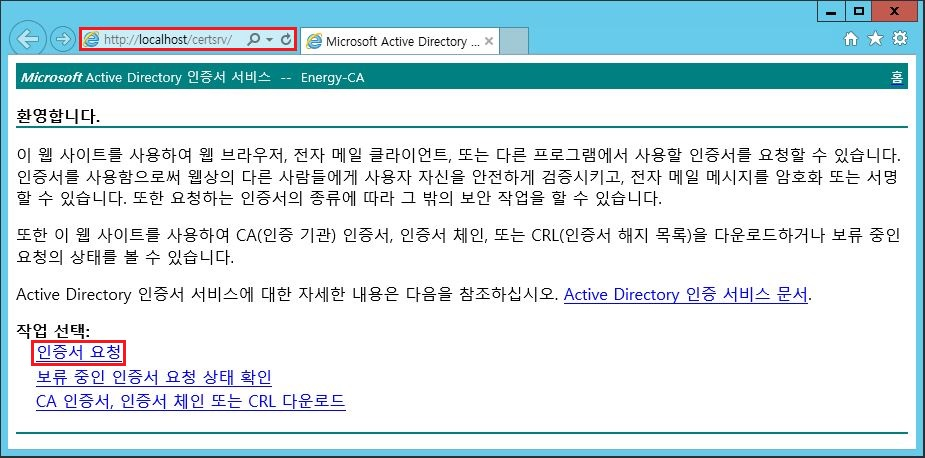 http://localhost/certsrv/
Microsoft Active Directory ...
Microsoft Active Directory 인증서 서비스 -- Energy-CA
홈
환영합니다.
이 웹 사이트를 사용하여 웹 브라우저, 전자 메일 클라이언트, 또는 다른 프로그램에서 사용할 인증서를 요청할 수 있습니다.
인증서를 사용함으로써 웹상의 다른 사람들에게 사용자 자신을 안전하게 검증시키고, 전자 메일 메시지를 암호화 또는 서명
할 수 있습니다. 또한 요청하는 인증서의 종류에 따라 그 밖의 보안 작업을 할 수 있습니다.
또한 이 웹 사이트를 사용하여 CA(인증 기관) 인증서, 인증서 체인, 또는 CRL(인증서 해지 목록)을 다운로드하거나 보류 중인
요청의 상태를 볼 수 있습니다.
Active Directory 인증서 서비스에 대한 자세한 내용은 다음을 참조하십시오. Active Directory 인증 서비스 문서.
작업 선택:
인증서 요청
보류 중인 인증서 요청 상태 확인
CA 인증서, 인증서 체인 또는 CRL 다운로드